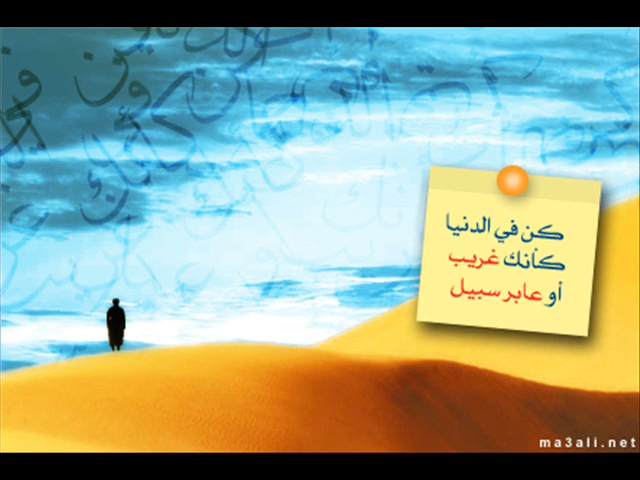 كن في الدنيا
كأنك غريب
أو عابر سبيل
ma3ali.net